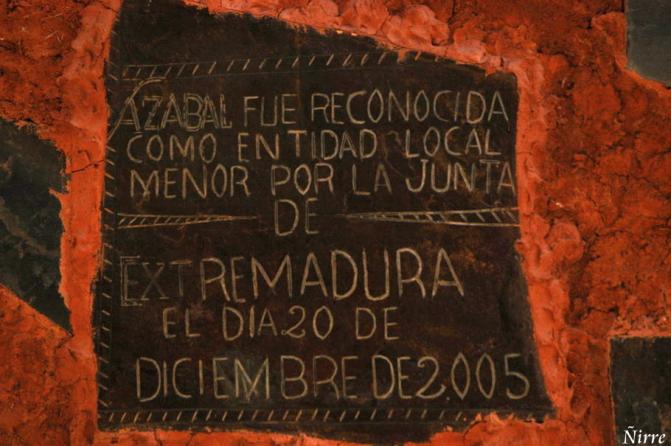 AZABAL FUE RECONOCIDA
COMO ENTIDAD LOCAL
MENOR POR LA JUNTA
DE
EXTREMADURA
EL DIA 20 DE
DICIEMBRE DE 2.005
Ñirre